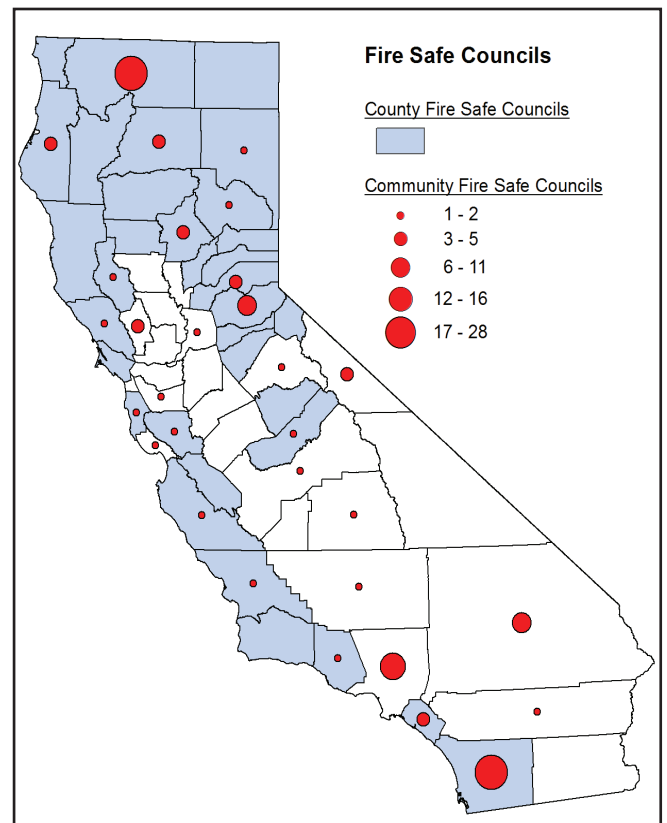 Fire Safe Councils
County Fire Safe Councils
Community Fire Safe Councils
1 - 2
3 - 5
6 - 11
12 - 16
17 - 28